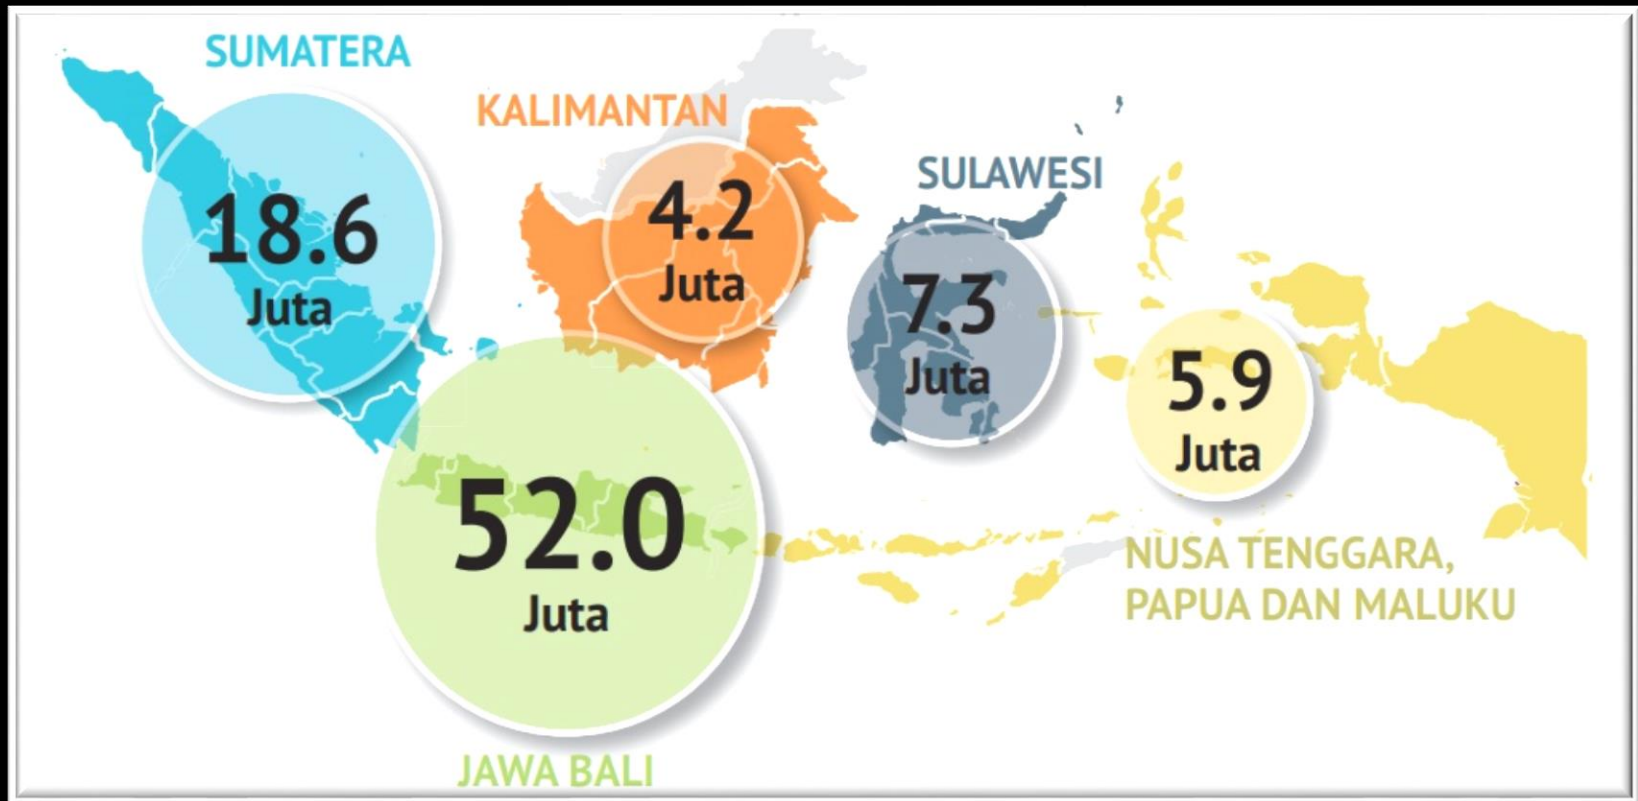 SUMATERA
18.6
Juta
KALIMANTAN
4.2
Juta
SULAWESI
7.3
Juta
5.9
Juta
NUSA TENGGARA,
PAPUA DAN MALUKU
52.0
Juta
JAWA BALI